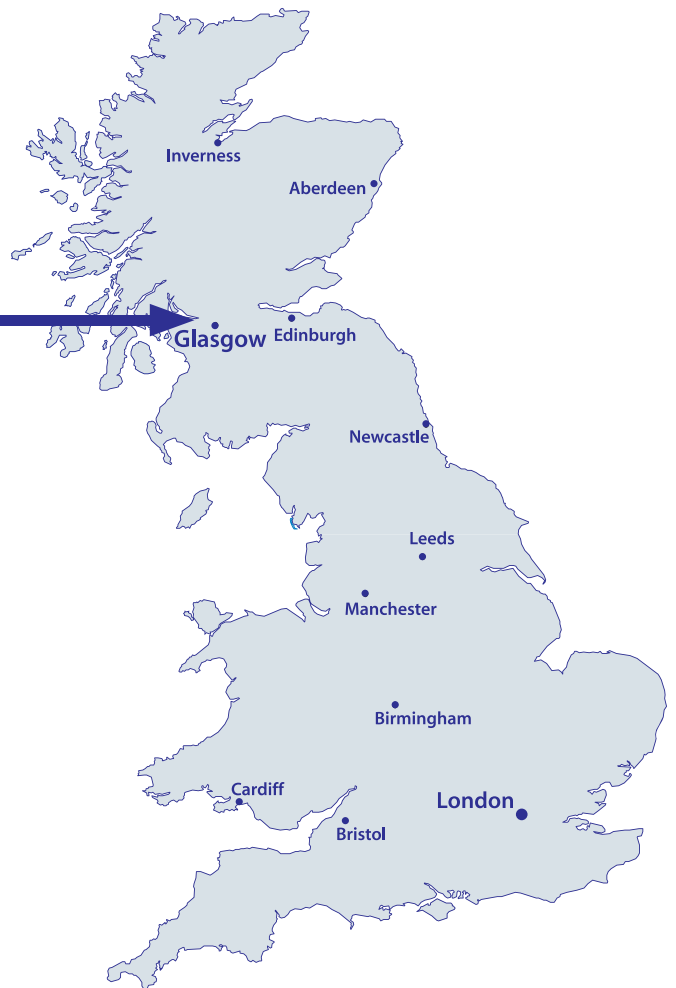 Inverness
Aberdeen
Glasgow
Edinburgh
Newcastle
Leeds
Manchester
Birmingham
Cardiff
London
Bristol